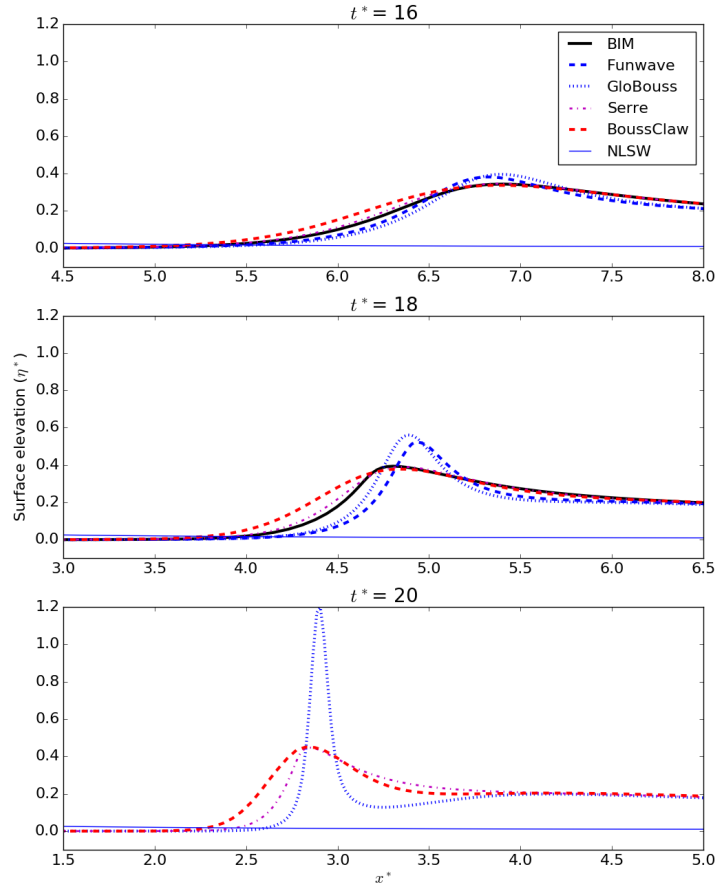 t* = 16
1.2
1.0
0.8
0.6
0.4
0.2
0.0
BIM
Funwave
GloBouss
Serre
BoussClaw
NLSW
4.5 5.0 5.5 6.0 6.5 7.0 7.5 8.0
t* = 18
Surface elevation (η*)
1.2
1.0
0.8
0.6
0.4
0.2
0.0
3.0 3.5 4.0 4.5 5.0 5.5 6.0 6.5
t* = 20
1.2
1.0
0.8
0.6
0.4
0.2
0.0
1.5 2.0 2.5 3.0 3.5 4.0 4.5 5.0
x*